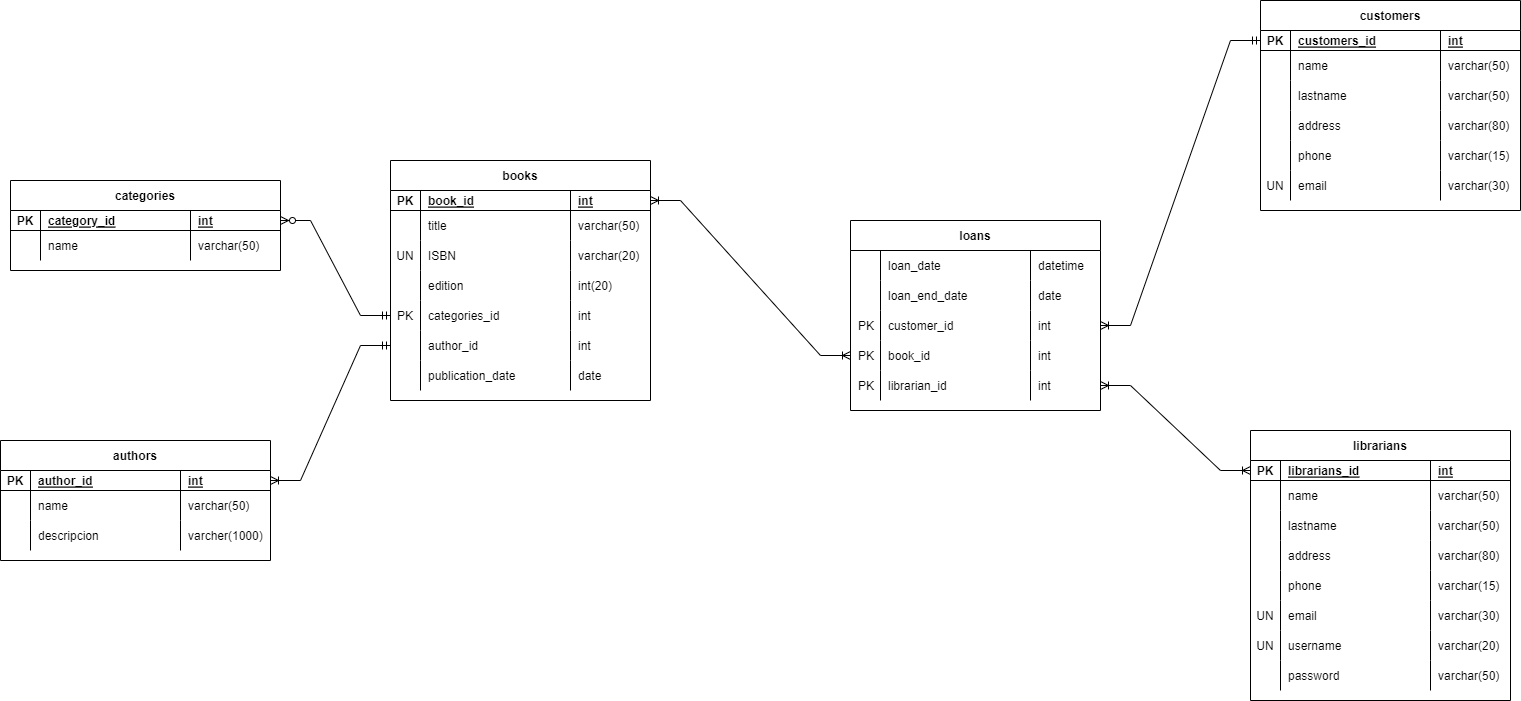 customers
PK customers_id int
name varchar(50)
lastname varchar(50)
address varchar(80)
phone varchar(15)
UN email varchar(30)
books
PK book_id int
title varchar(50)
UN ISBN varchar(20)
edition int(20)
PK categories_id int
author_id int
publication_date date
categories
PK category_id int
name varchar(50)
loans
loan_date datetime
loan_end_date date
PK customer_id int
PK book_id int
PK librarian_id int
authors
PK author_id int
name varchar(50)
descripcion varcher(1000)
librarians
PK librarians_id int
name varchar(50)
lastname varchar(50)
address varchar(80)
phone varchar(15)
UN email varchar(30)
UN username varchar(20)
password varchar(50)